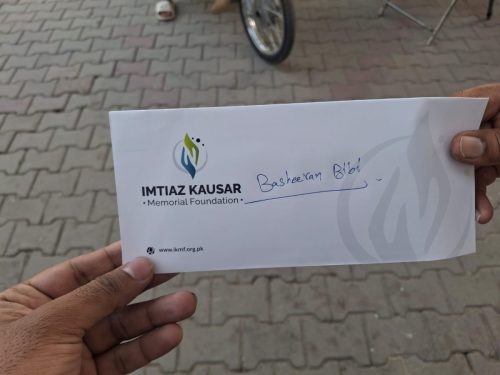 IMTIAZ KAUSAR
• Memorial Foundation •
Basheeran Bibi
www.ikmf.org.pk